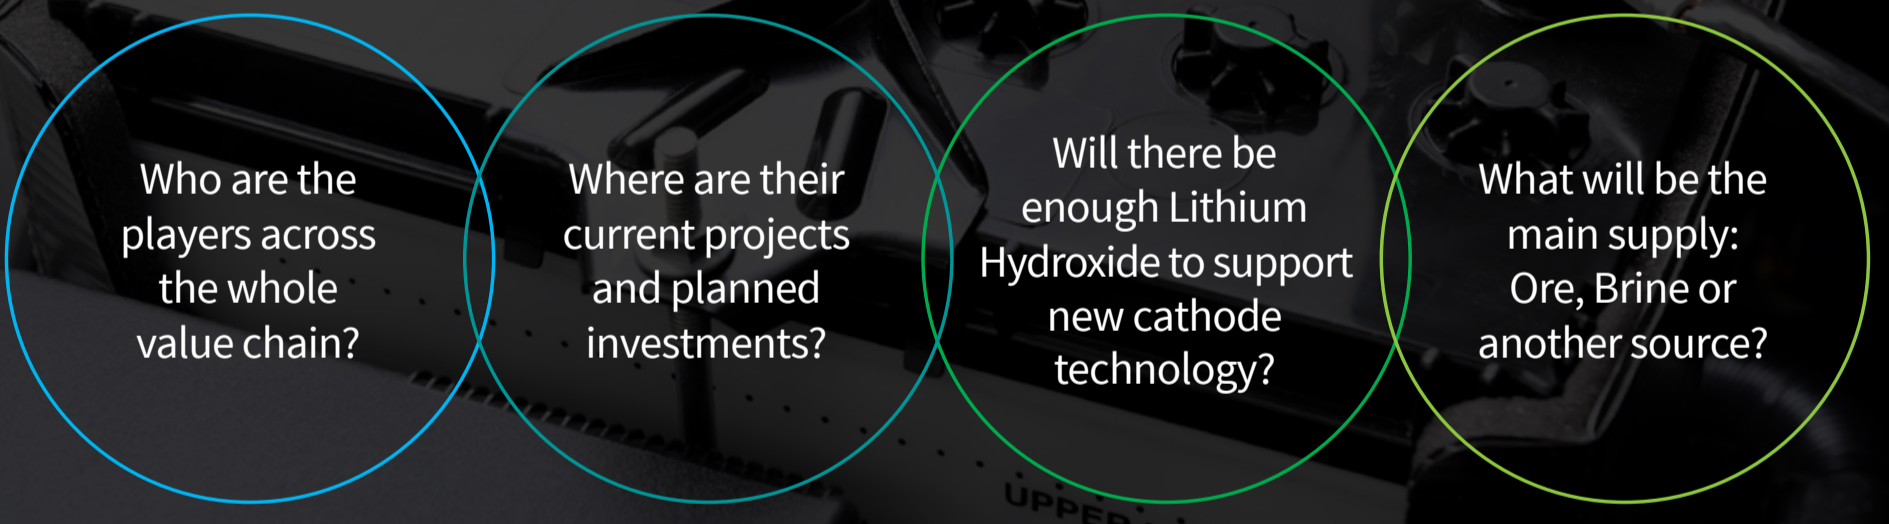 Who are the
players across
the whole
value chain?
Where are their
current projects
and planned
investments?
Will there be
enough Lithium
Hydroxide to support
new cathode
technology?
What will be the
main supply:
Ore, Brine or
another source?
UPPER